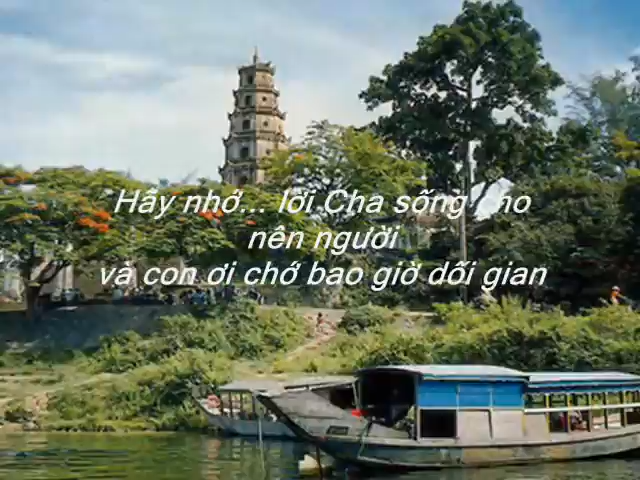 Hãy nhớ... lời Cha sống cho
nên người
và con ơi chớ bao giờ dối gian